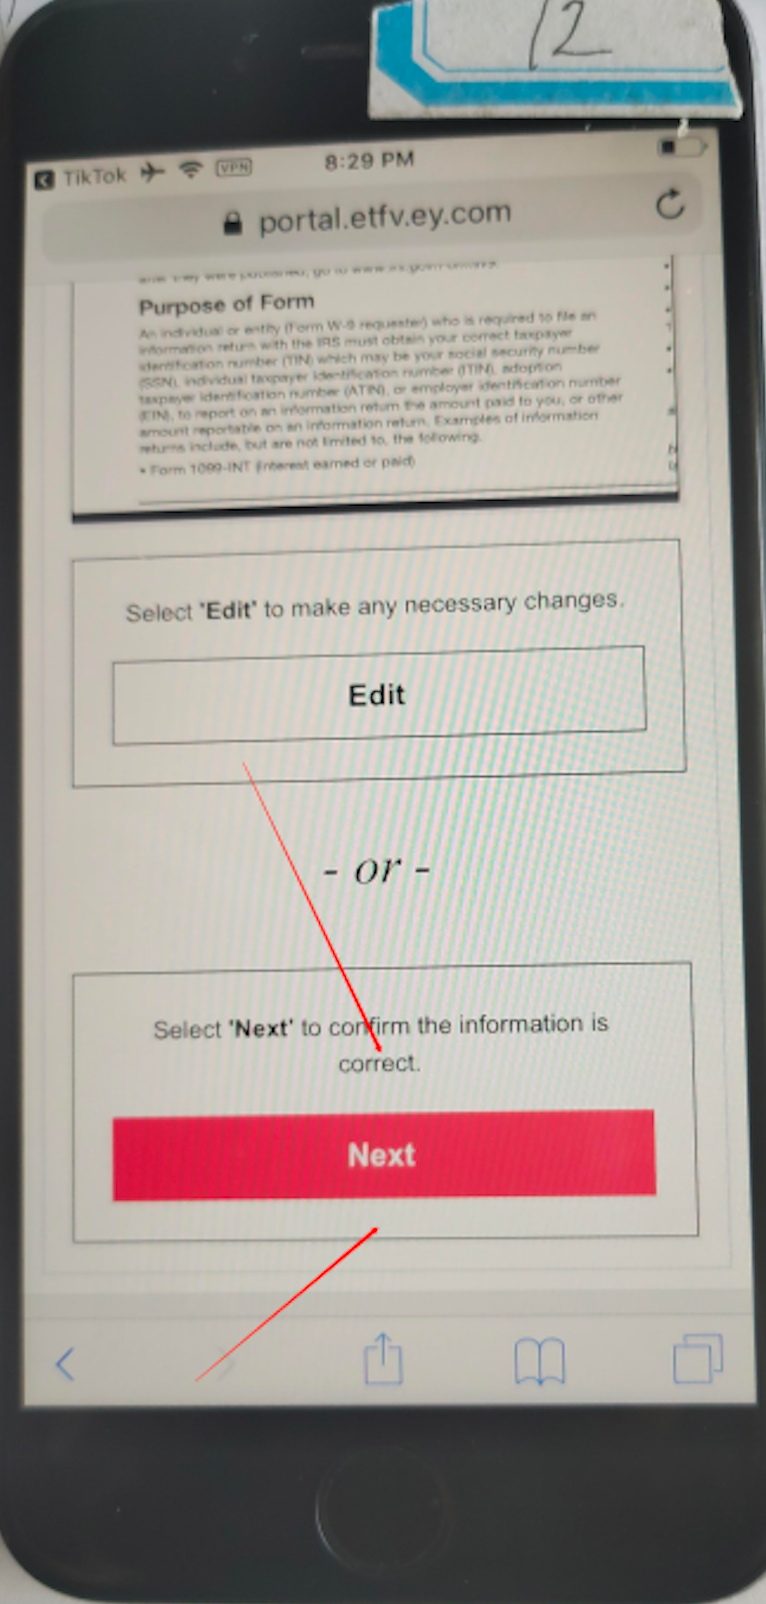 12
TikTok VPN 8:29 PM
portal.etfv.ey.com
Purpose of Form
An individual or entity (Form W-9 requester) who is required to file an
information return with the IRS must obtain your correct taxpayer
identification number (TIN) which may be your social security number
(SSN), individual taxpayer identification number (ITIN), adoption
taxpayer identification number (ATIN), or employer identification number
(EIN), to report on an information return the amount paid to you, or other
amount reportable on an information return. Examples of information
returns include, but are not limited to, the following.
• Form 1099-INT (interest earned or paid)
Select 'Edit' to make any necessary changes.
Edit
- or -
Select 'Next' to confirm the information is
correct.
Next